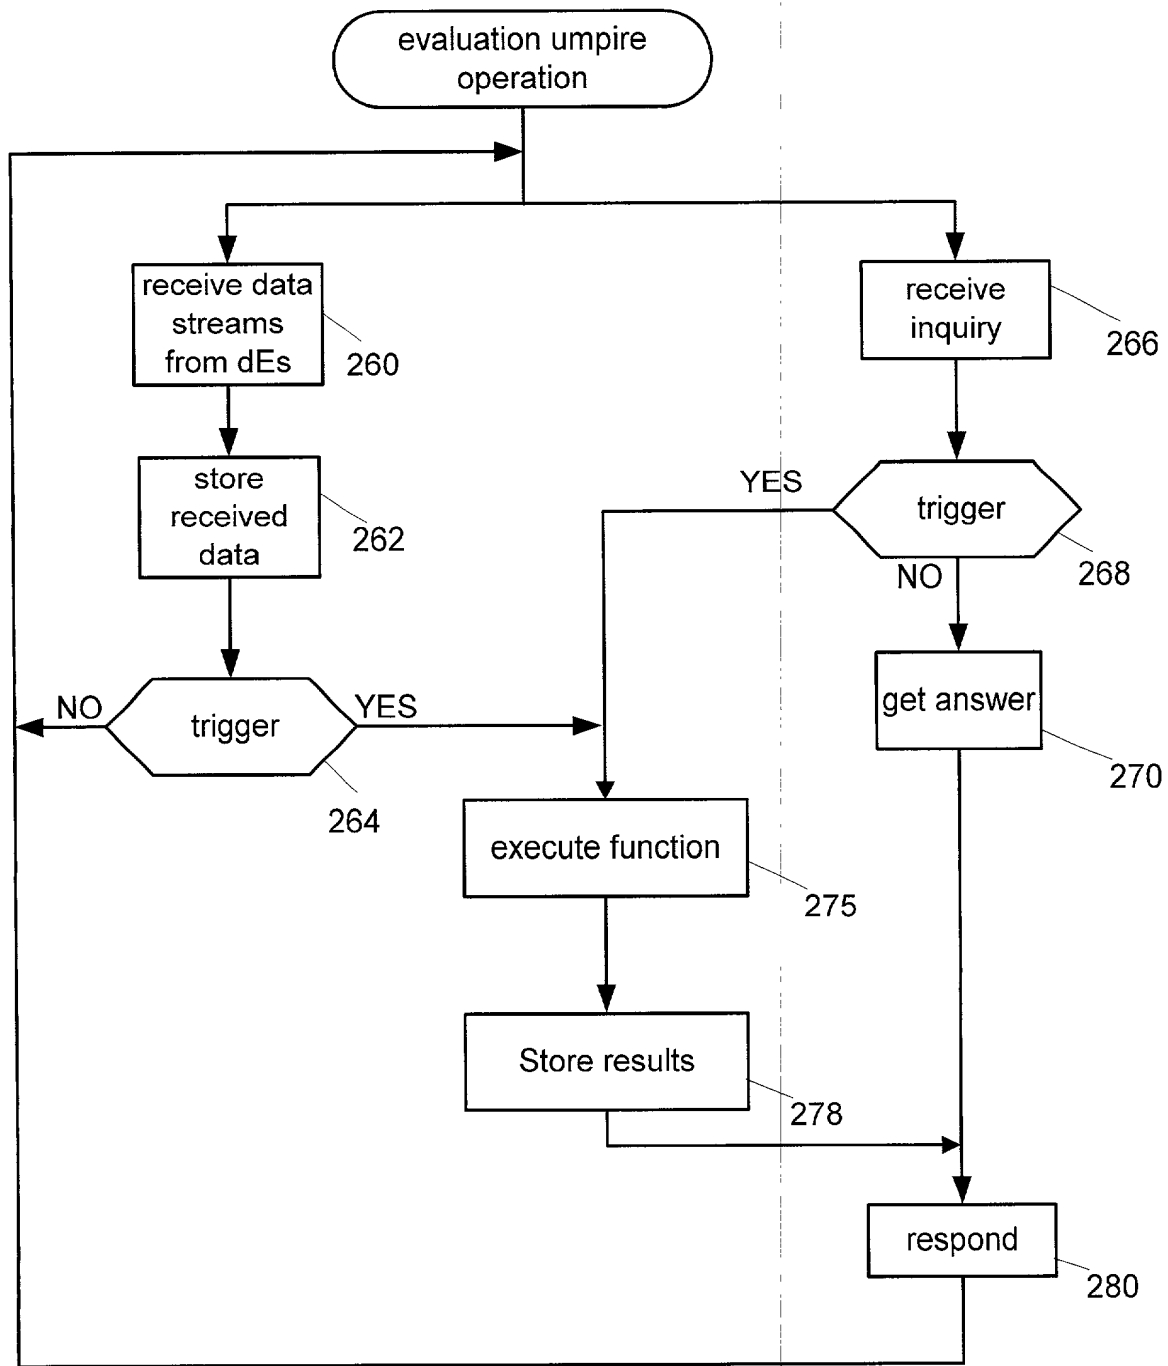 evaluation umpire
operation
receive data
streams
from dEs
260
receive
inquiry
266
store
received
data
262
YES
trigger
268
NO
NO
trigger
YES
264
get answer
270
execute function
275
Store results
278
respond
280